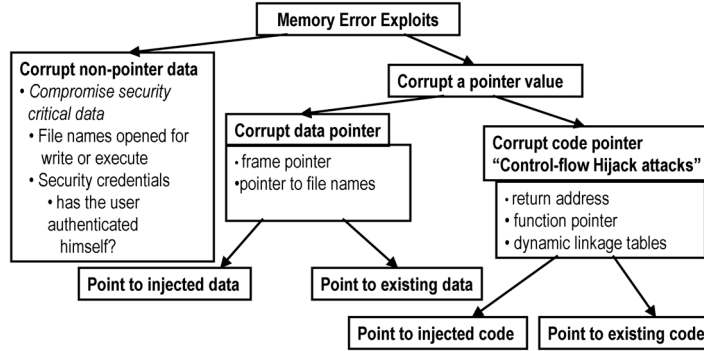 Memory Error Exploits
Corrupt non-pointer data
• Compromise security
critical data
• File names opened for
write or execute
• Security credentials
• has the user
authenticated
himself?
Corrupt a pointer value
Corrupt data pointer
• frame pointer
•pointer to file names
Corrupt code pointer
“Control-flow Hijack attacks”
• return address
• function pointer
• dynamic linkage tables
Point to injected data
Point to existing data
Point to injected code
Point to existing code